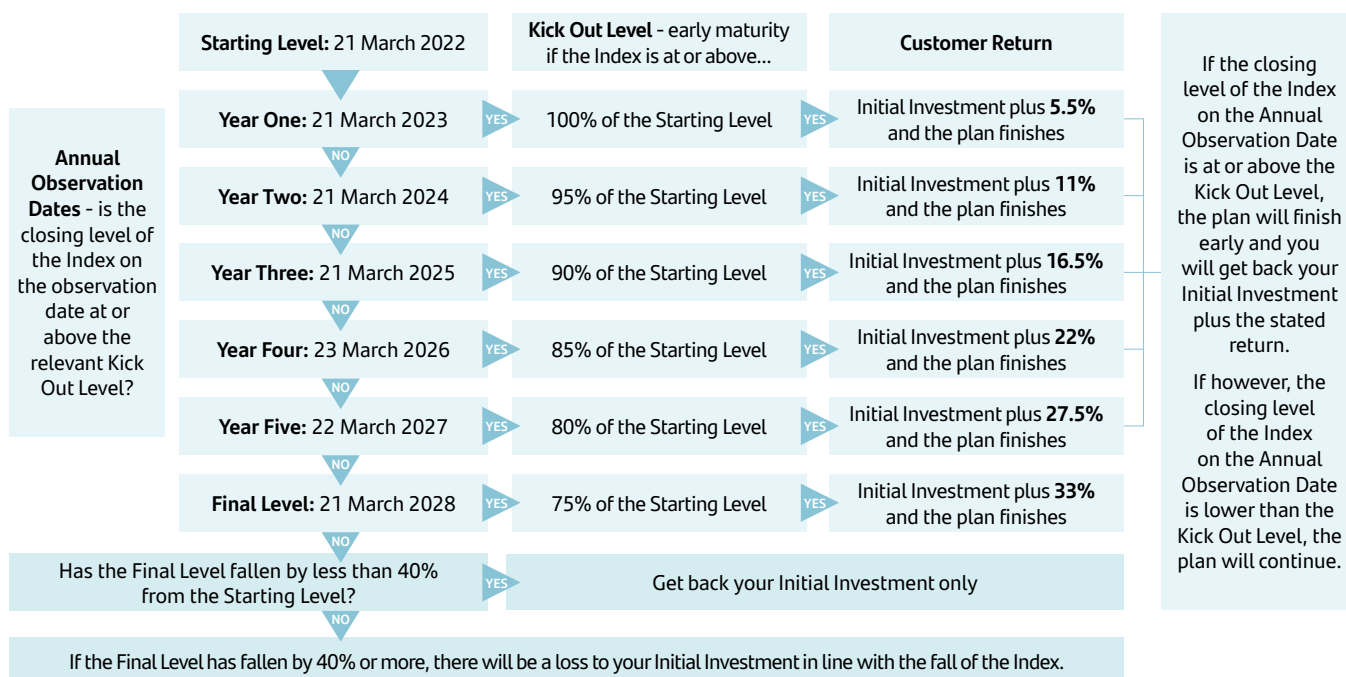 Starting Level: 21 March 2022
Kick Out Level - early maturity
if the Index is at or above...
Customer Return
Annual
Observation
Dates - is the
closing level of
the Index on
the observation
date at or
above the
relevant Kick
Out Level?
Year One: 21 March 2023
YES
100% of the Starting Level
YES
Initial Investment plus 5.5%
and the plan finishes
NO
Year Two: 21 March 2024
YES
95% of the Starting Level
YES
Initial Investment plus 11%
and the plan finishes
NO
Year Three: 21 March 2025
YES
90% of the Starting Level
YES
Initial Investment plus 16.5%
and the plan finishes
NO
Year Four: 23 March 2026
YES
85% of the Starting Level
YES
Initial Investment plus 22%
and the plan finishes
NO
Year Five: 22 March 2027
YES
80% of the Starting Level
YES
Initial Investment plus 27.5%
and the plan finishes
NO
Final Level: 21 March 2028
YES
75% of the Starting Level
YES
Initial Investment plus 33%
and the plan finishes
NO
Has the Final Level fallen by less than 40%
from the Starting Level?
YES
Get back your Initial Investment only
NO
If the Final Level has fallen by 40% or more, there will be a loss to your Initial Investment in line with the fall of the Index.
If the closing
level of the Index
on the Annual
Observation Date
is at or above the
Kick Out Level,
the plan will finish
early and you
will get back your
Initial Investment
plus the stated
return.
If however, the
closing level
of the Index
on the Annual
Observation Date
is lower than the
Kick Out Level, the
plan will continue.